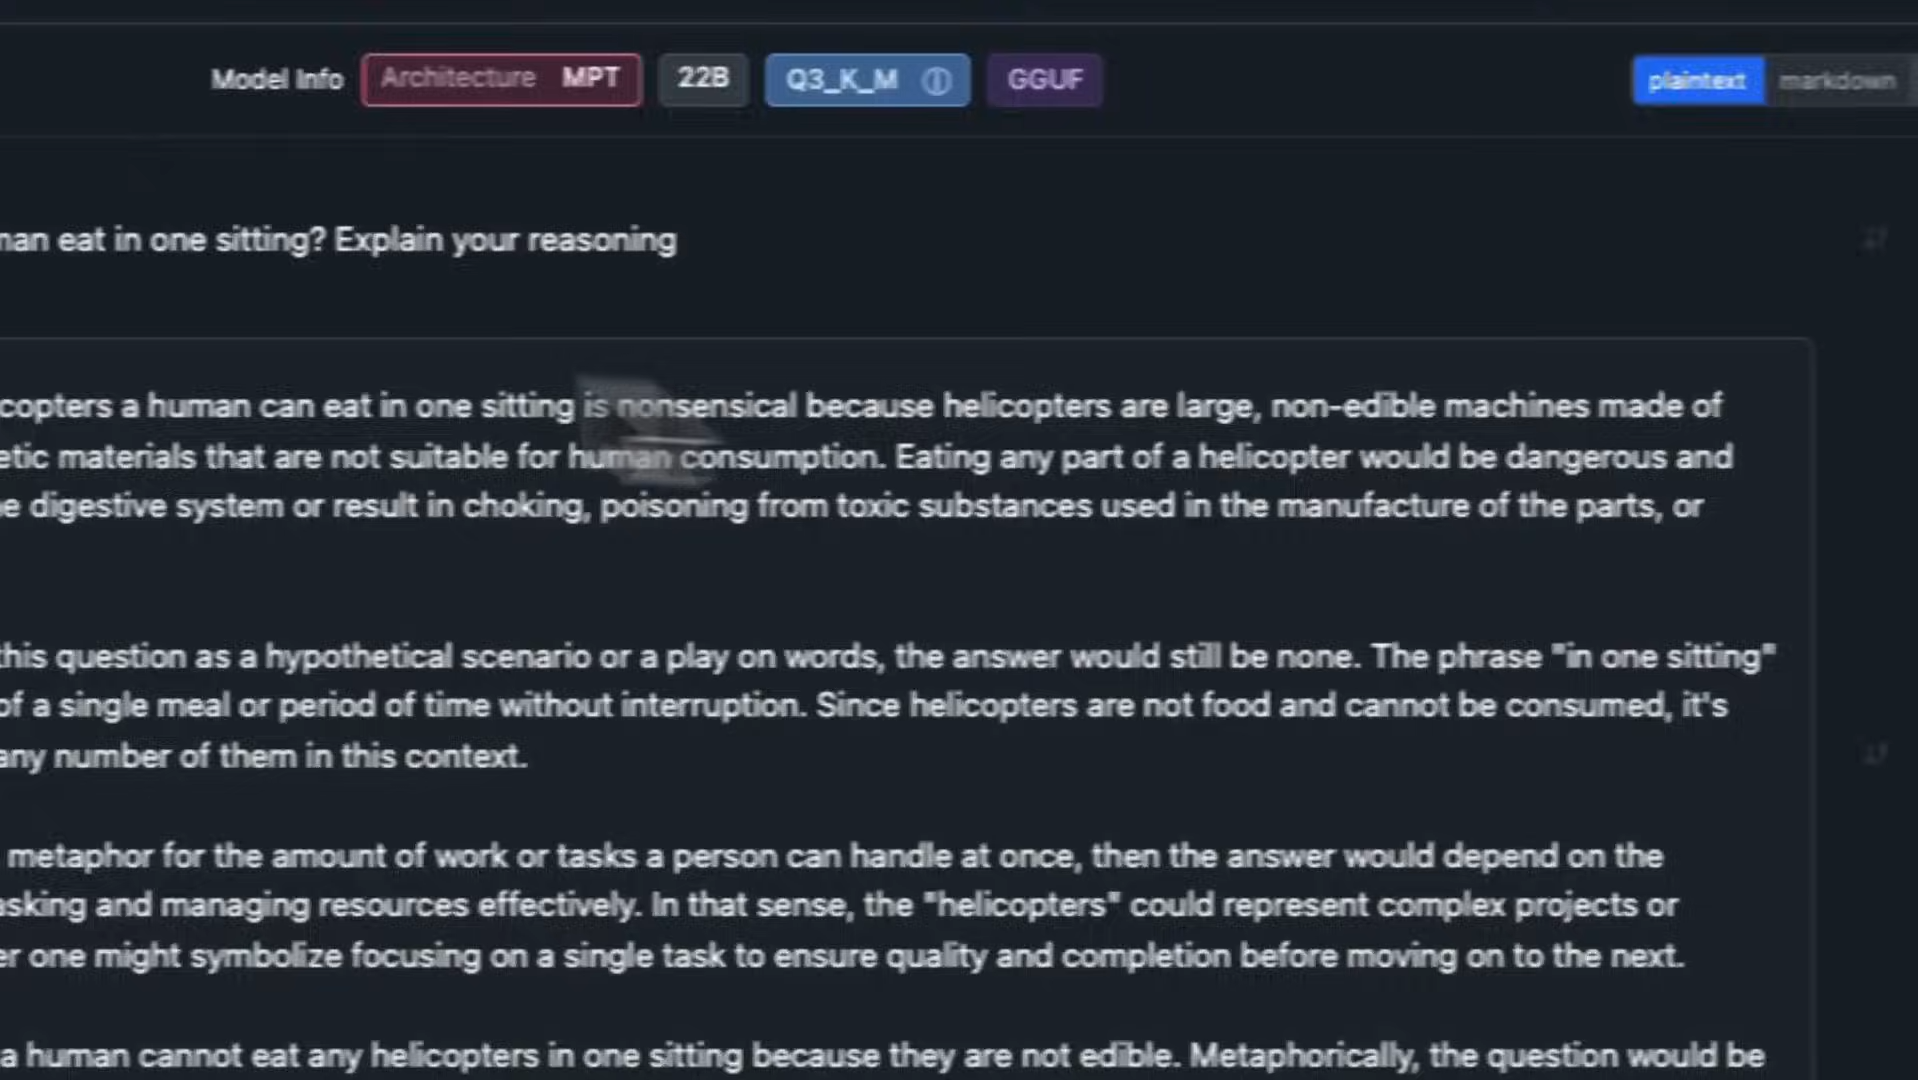 Model Info Architecture MPT 22B Q3_K_M GGUF plaintext markdown
man eat in one sitting? Explain your reasoning
copters a human can eat in one sitting is nonsensical because helicopters are large, non-edible machines made of
etic materials that are not suitable for human consumption. Eating any part of a helicopter would be dangerous and
e digestive system or result in choking, poisoning from toxic substances used in the manufacture of the parts, or
this question as a hypothetical scenario or a play on words, the answer would still be none. The phrase "in one sitting"
of a single meal or period of time without interruption. Since helicopters are not food and cannot be consumed, it's
any number of them in this context.
metaphor for the amount of work or tasks a person can handle at once, then the answer would depend on the
asking and managing resources effectively. In that sense, the "helicopters" could represent complex projects or
er one might symbolize focusing on a single task to ensure quality and completion before moving on to the next.
a human cannot eat any helicopters in one sitting because they are not edible. Metaphorically, the question would be